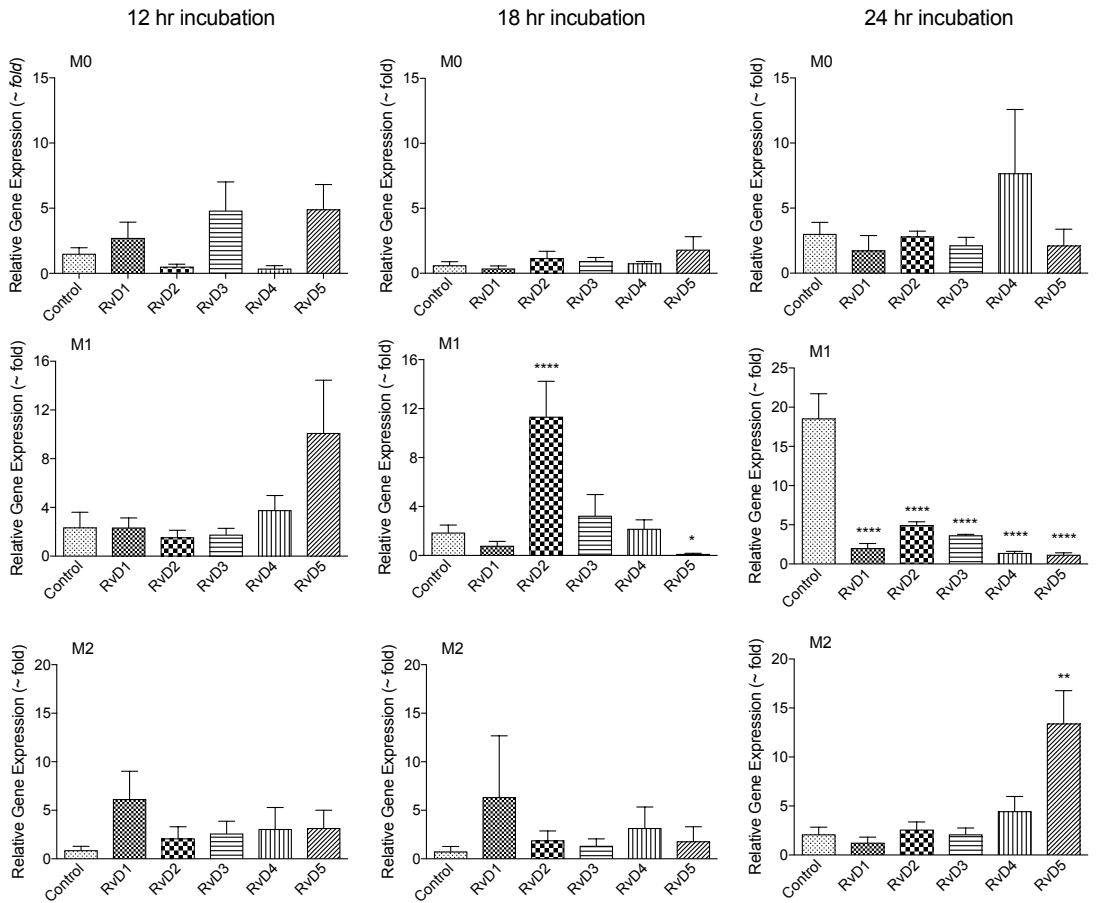 12 hr incubation
18 hr incubation
24 hr incubation
M0
Relative Gene Expression (~ fold)
15
10
5
0
Control
RvD1
RvD2
RvD3
RvD4
RvD5
M0
Relative Gene Expression (~ fold)
15
10
5
0
Control
RvD1
RvD2
RvD3
RvD4
RvD5
M0
Relative Gene Expression (~ fold)
15
10
5
0
Control
RvD1
RvD2
RvD3
RvD4
RvD5
M1
Relative Gene Expression (~ fold)
16
12
8
4
0
Control
RvD1
RvD2
RvD3
RvD4
RvD5
M1
Relative Gene Expression (~ fold)
16
12
8
4
0
****
*
Control
RvD1
RvD2
RvD3
RvD4
RvD5
M1
Relative Gene Expression (~ fold)
25
20
15
10
5
0
****
****
****
****
****
Control
RvD1
RvD2
RvD3
RvD4
RvD5
M2
Relative Gene Expression (~ fold)
20
15
10
5
0
Control
RvD1
RvD2
RvD3
RvD4
RvD5
M2
Relative Gene Expression (~ fold)
20
15
10
5
0
Control
RvD1
RvD2
RvD3
RvD4
RvD5
M2
Relative Gene Expression (~ fold)
20
15
10
5
0
**
Control
RvD1
RvD2
RvD3
RvD4
RvD5